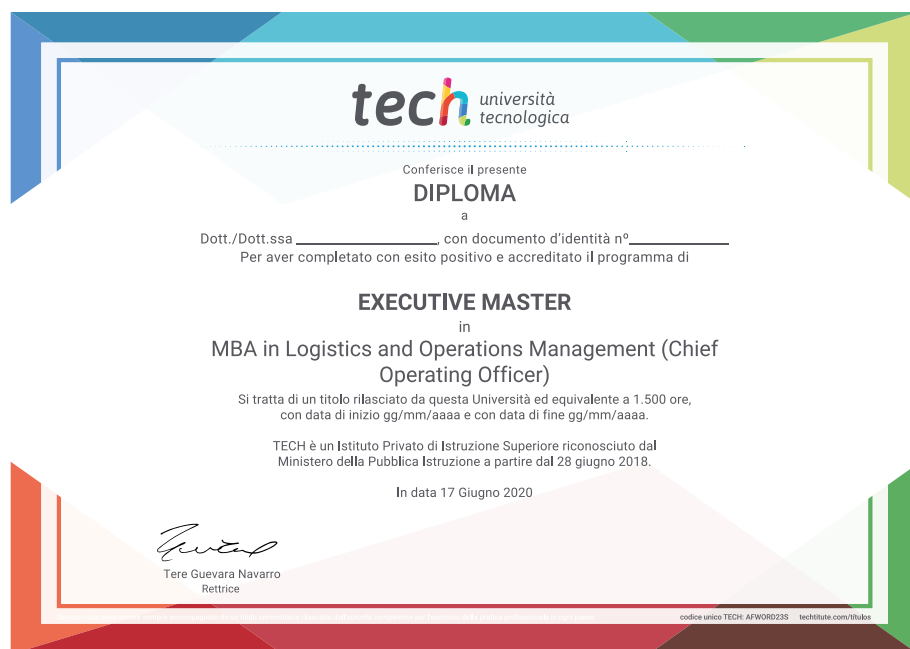 tech università
tecnologica
Conferisce il presente
DIPLOMA
a
Dott./Dott.ssa ____________________, con documento d'identità nº______________
Per aver completato con esito positivo e accreditato il programma di
EXECUTIVE MASTER
in
MBA in Logistics and Operations Management (Chief
Operating Officer)
Si tratta di un titolo rilasciato da questa Università ed equivalente a 1.500 ore,
con data di inizio gg/mm/aaaa e con data di fine gg/mm/aaaa.
TECH è un Istituto Privato di Istruzione Superiore riconosciuto dal
Ministero della Pubblica Istruzione a partire dal 28 giugno 2018.
In data 17 Giugno 2020
Tere Guevara Navarro
Rettrice
codice unico TECH: AFWORD23S techtitute.com/titulos